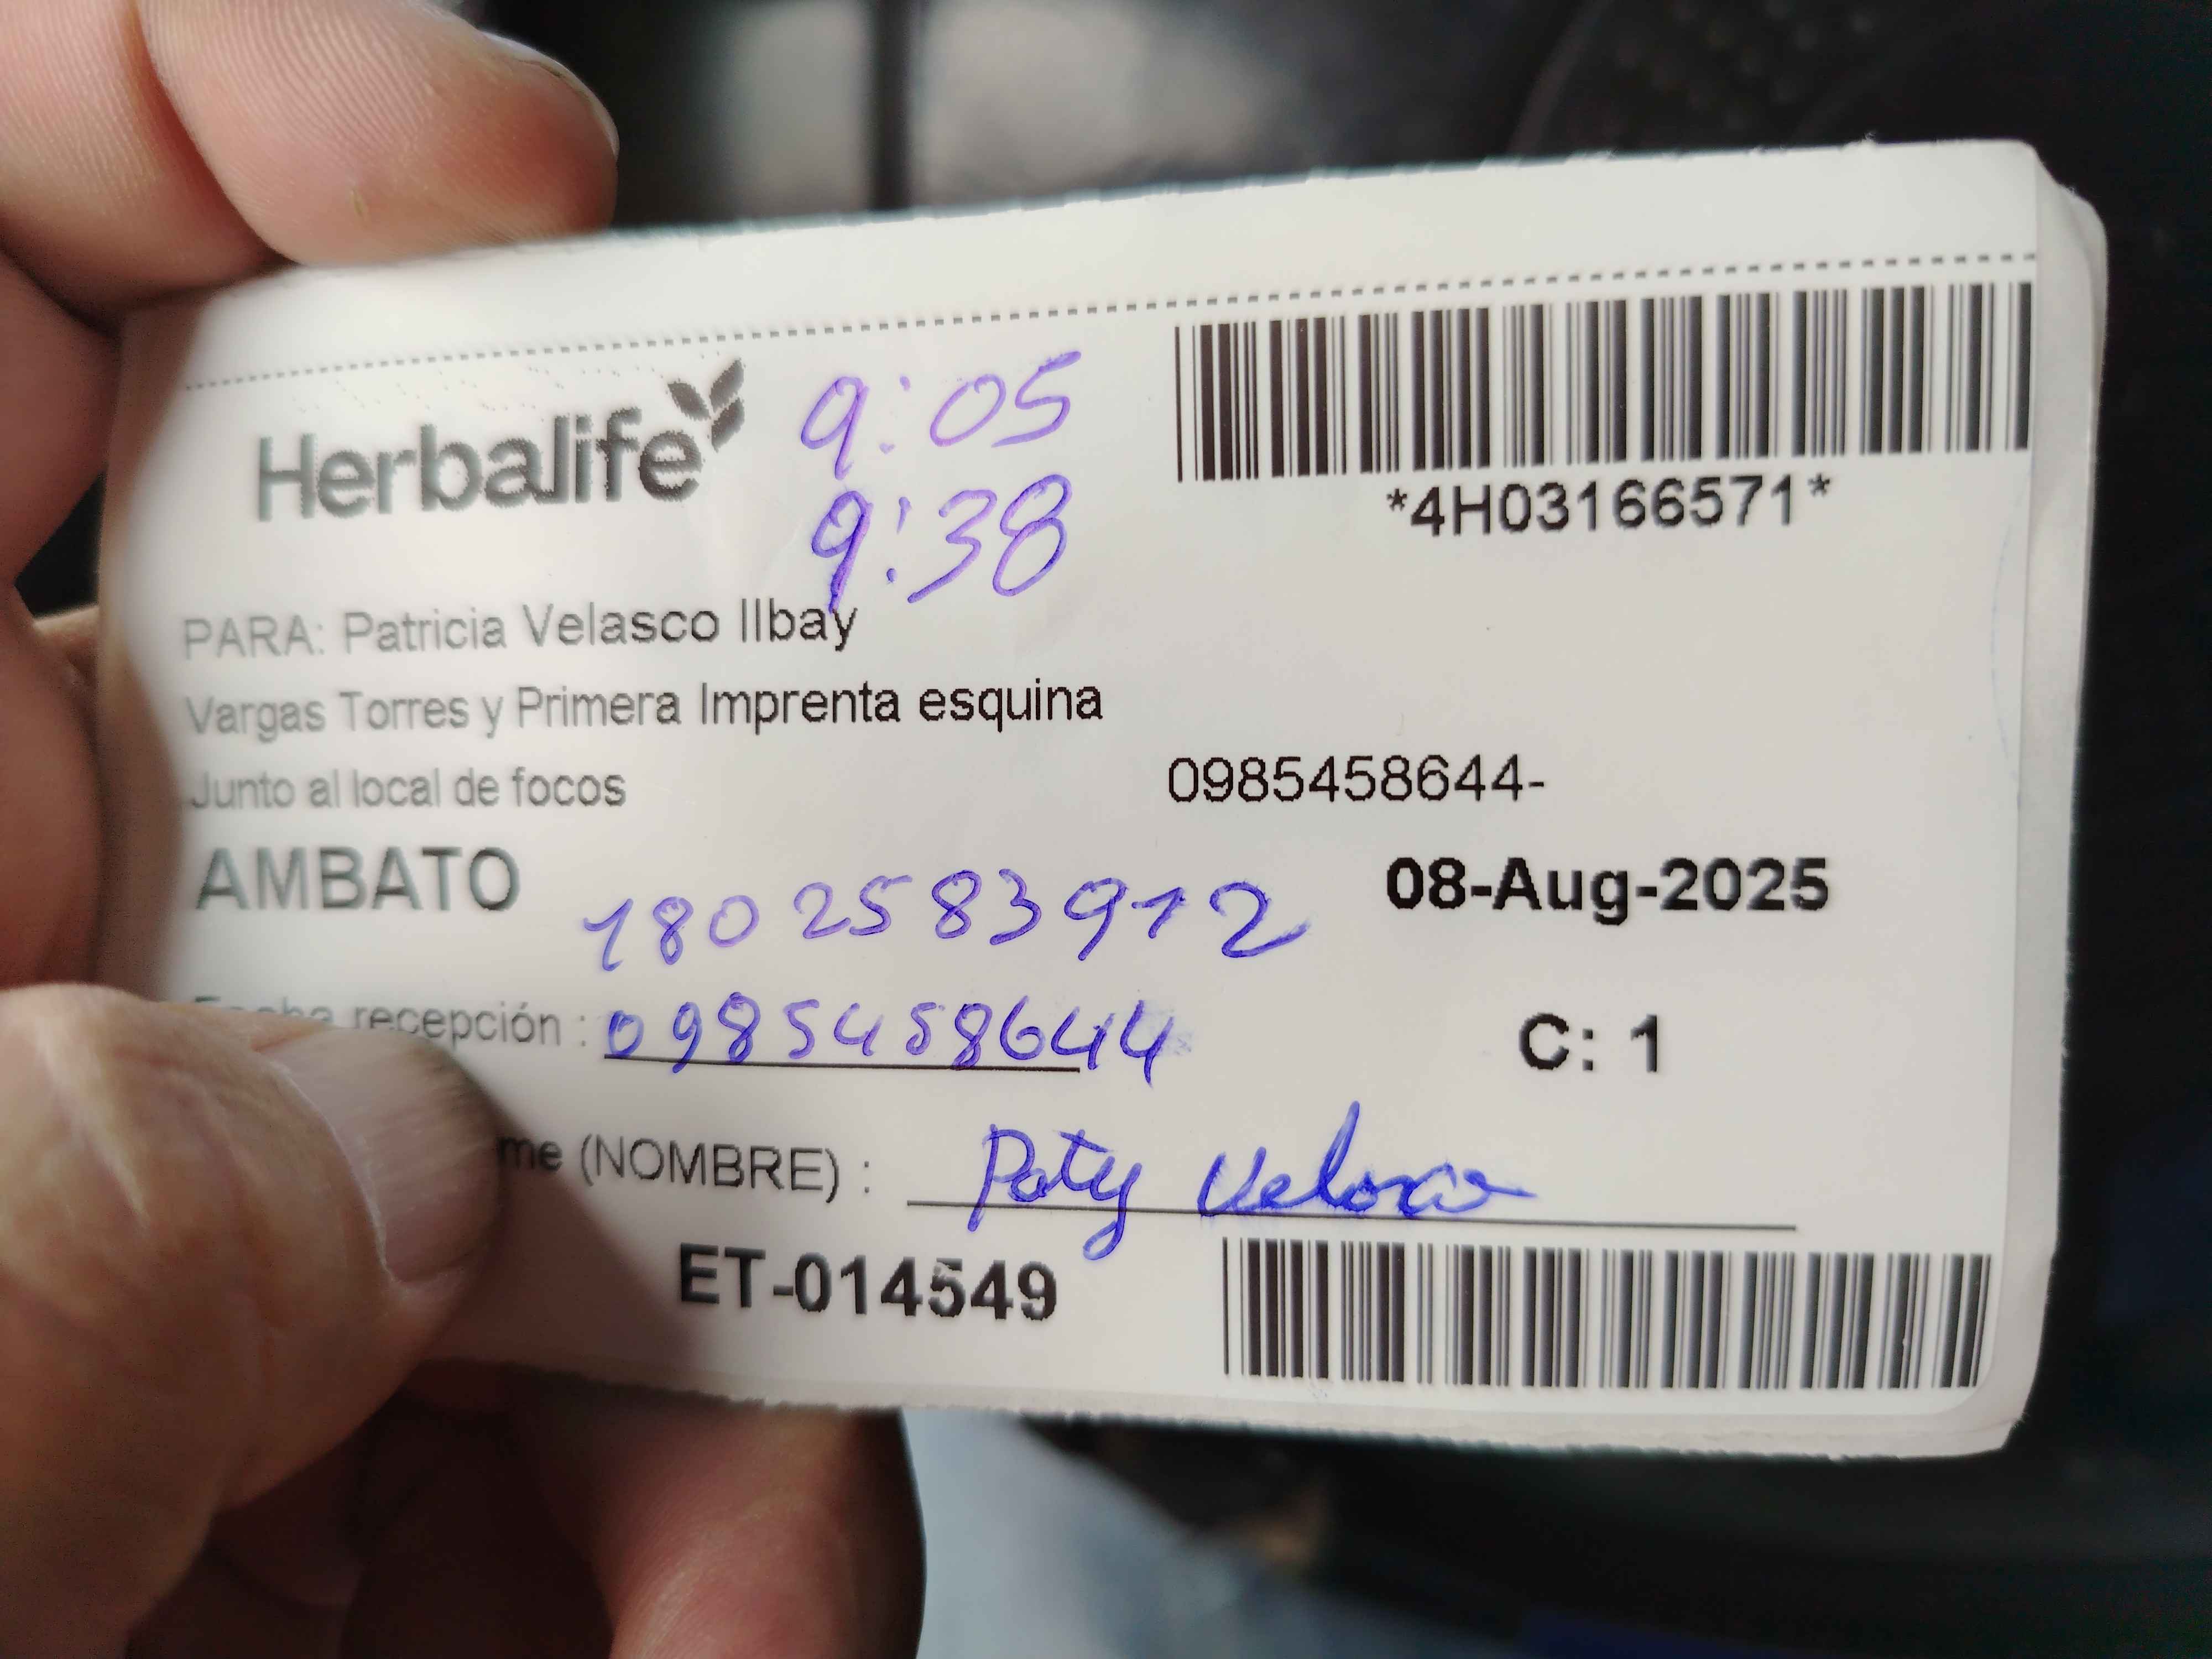 Herbalife
9:05
9:38
*4H03166571*
PARA: Patricia Velasco Ilbay
Vargas Torres y Primera Imprenta esquina
Junto al local de focos
0985458644-
AMBATO
08-Aug-2025
1802583912
recepción : 0985458644
C: 1
(NOMBRE) : Paty Velasco
ET-014549